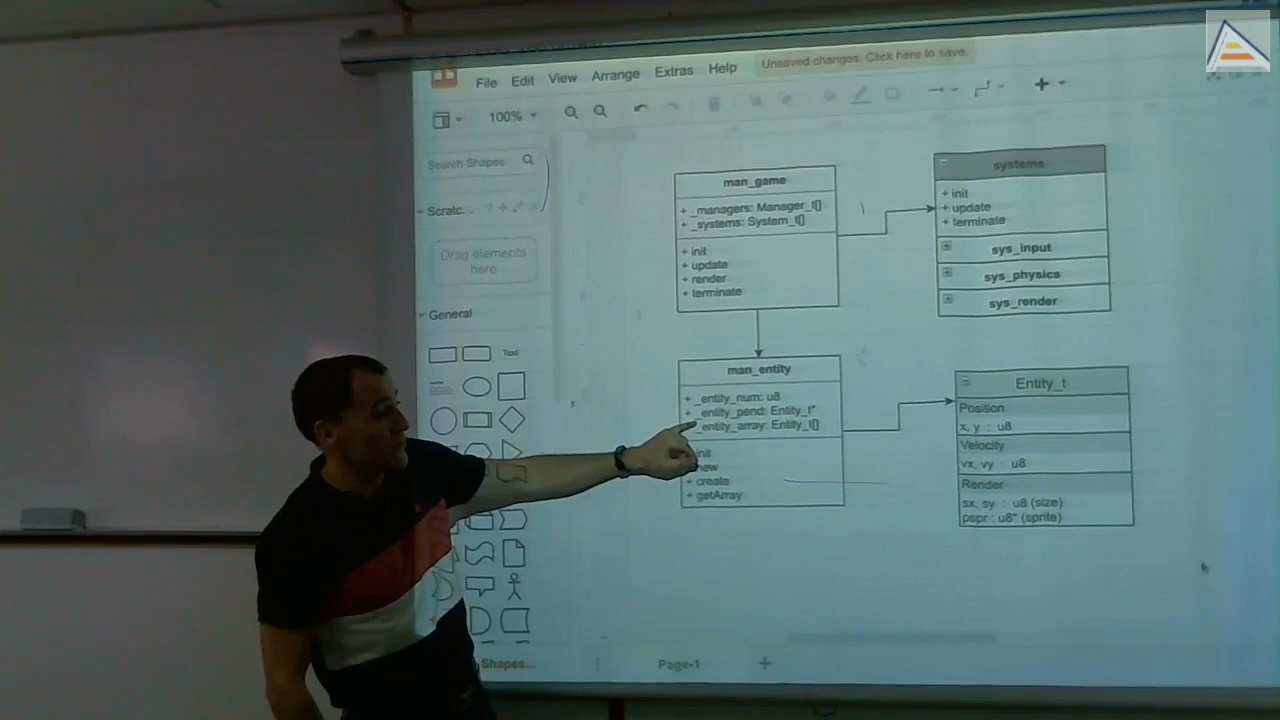 File Edit View Arrange Extras Help Unsaved changes. Click here to save.
100%
Search Shapes
Scratc...
Drag elements
here
General
Text
man_game
+ _managers: Manager_t[]
+ _systems: System_t[]
+ init
+ update
+ render
+ terminate
systems
+ init
+ update
+ terminate
sys_input
sys_physics
sys_render
man_entity
+ _entity_num: u8
+ _entity_pend: Entity_t*
_entity_array: Entity_t[]
init
new
+ create
+ getArray
Entity_t
Position
x, y : u8
Velocity
vx, vy : u8
Render
sx, sy : u8 (size)
pspr : u8* (sprite)
Shapes...
Page-1